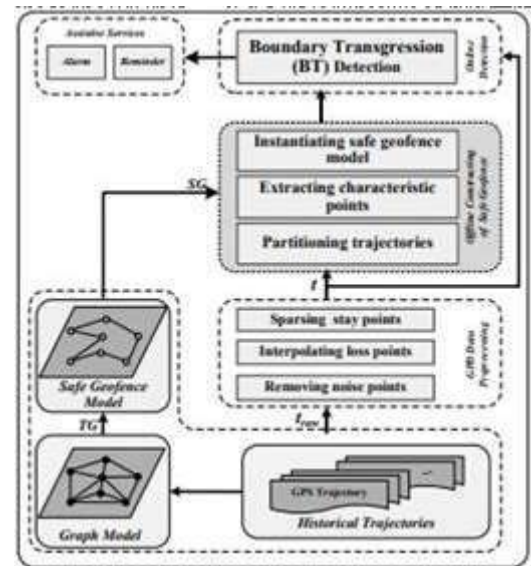 Assistive Services
Alarm
Reminder
Boundary Transgression
(BT) Detection
Online
Detection
Instantiating safe geofence
model
Extracting characteristic
points
Partitioning trajectories
Offline Constructing
of Safe Geofence
SG
t
Sparsing stay points
Interpolating loss points
Removing noise points
GPS Data
Preprocessing
Safe Geofence
Model
TG
t raw
Graph Model
GPS Trajectory
...
Historical Trajectories